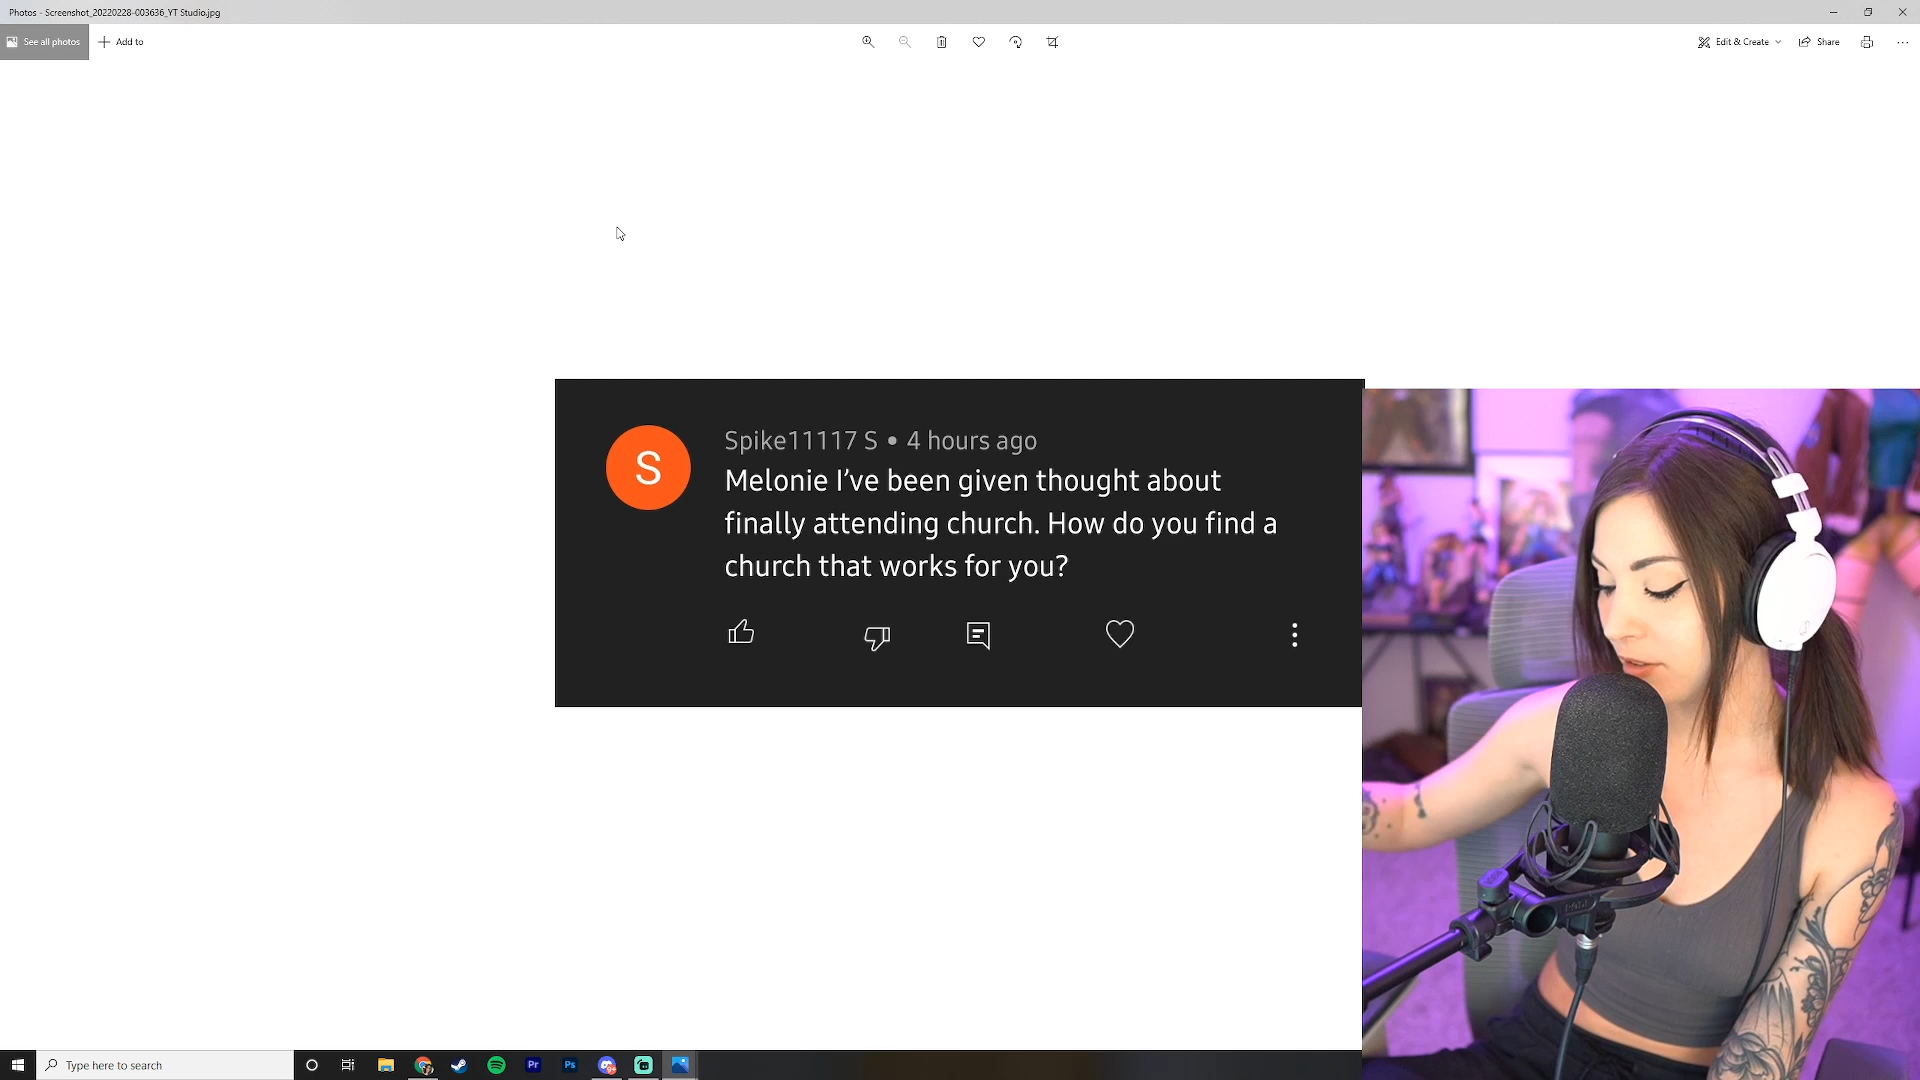 Photos - Screenshot_20220228-003636_YT Studio.jpg
See all photos
Add to
Edit & Create
Share
S
Spike11117 S • 4 hours ago
Melonie I’ve been given thought about
finally attending church. How do you find a
church that works for you?
Type here to search
Pr
Ps